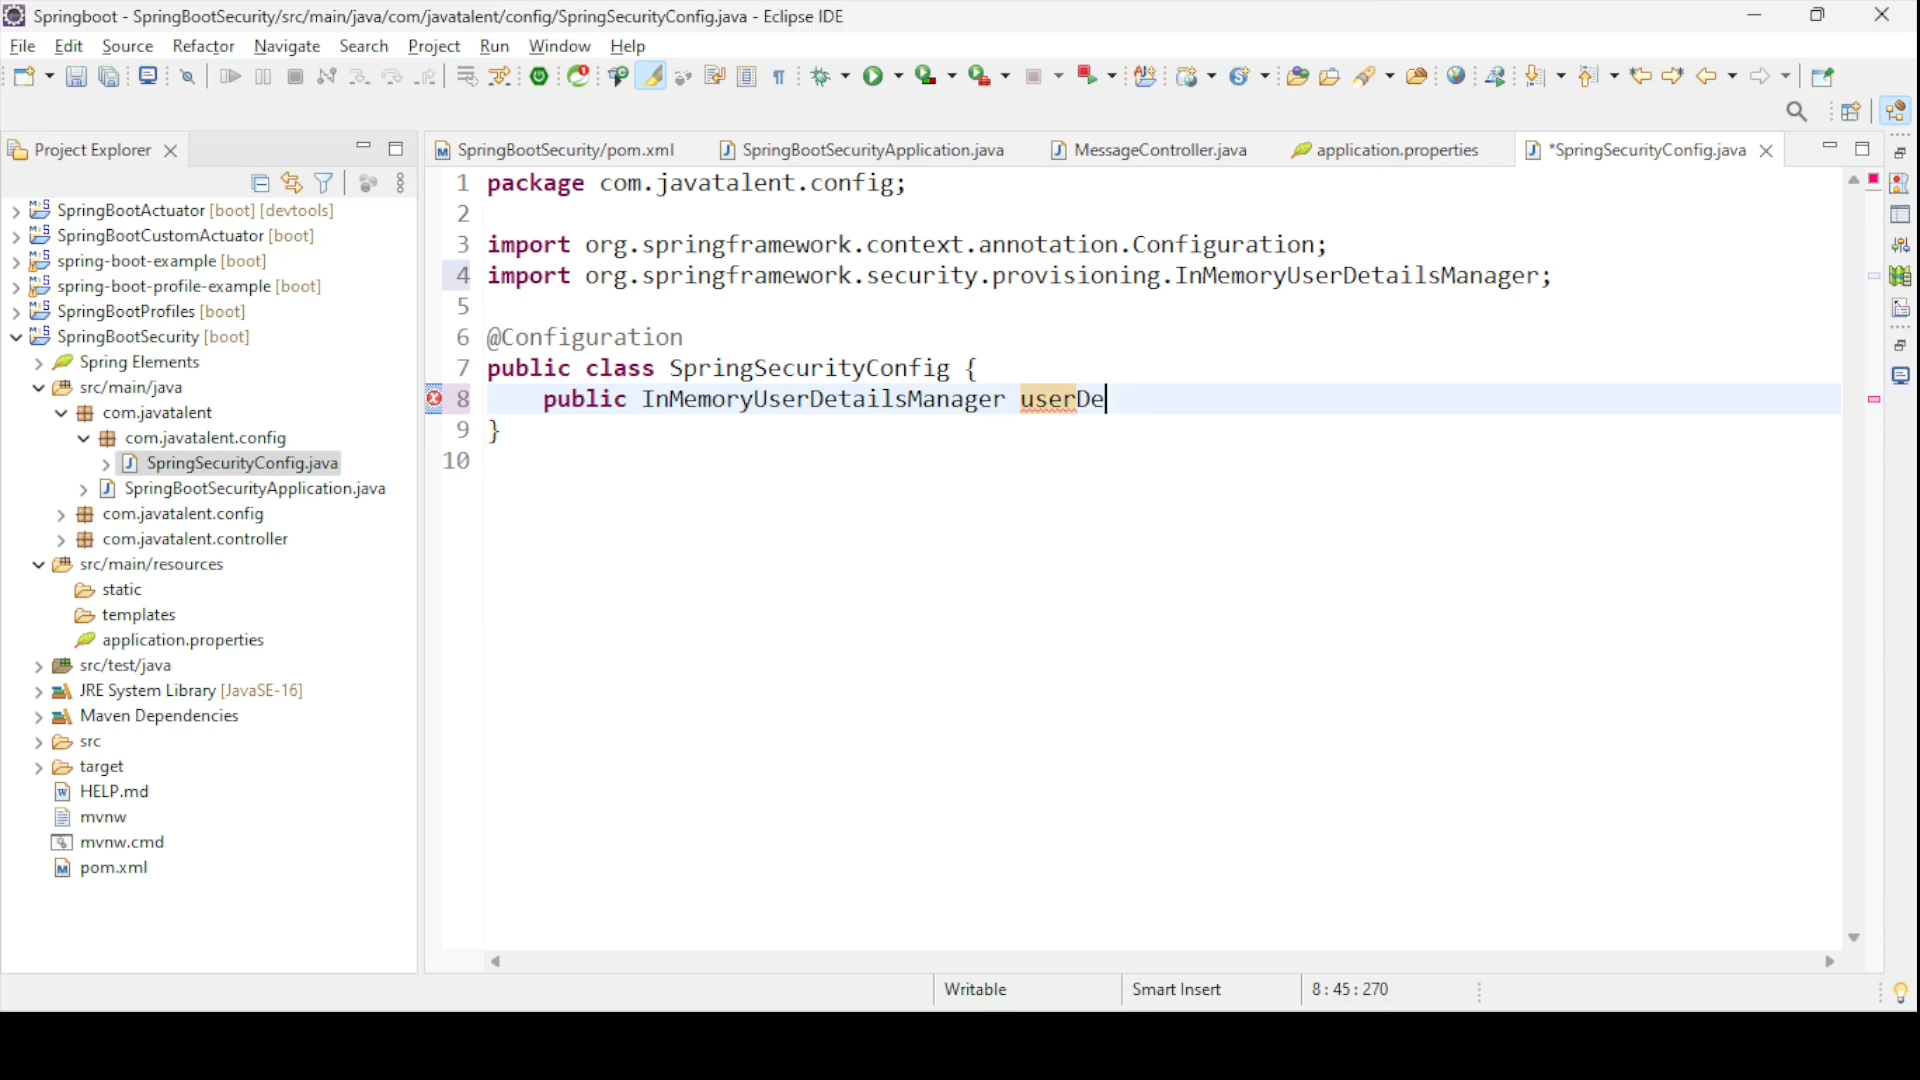 Springboot - SpringBootSecurity/src/main/java/com/javatalent/config/SpringSecurityConfig.java - Eclipse IDE
File Edit Source Refactor Navigate Search Project Run Window Help
Project Explorer
SpringBootSecurity/pom.xml SpringBootSecurityApplication.java MessageController.java application.properties *SpringSecurityConfig.java
SpringBootActuator [boot] [devtools]
SpringBootCustomActuator [boot]
spring-boot-example [boot]
spring-boot-profile-example [boot]
SpringBootProfiles [boot]
SpringBootSecurity [boot]
Spring Elements
src/main/java
com.javatalent
com.javatalent.config
SpringSecurityConfig.java
SpringBootSecurityApplication.java
com.javatalent.config
com.javatalent.controller
src/main/resources
static
templates
application.properties
src/test/java
JRE System Library [JavaSE-16]
Maven Dependencies
src
target
HELP.md
mvnw
mvnw.cmd
pom.xml
1 package com.javatalent.config;
2
3 import org.springframework.context.annotation.Configuration;
4 import org.springframework.security.provisioning.InMemoryUserDetailsManager;
5
6 @Configuration
7 public class SpringSecurityConfig {
8 public InMemoryUserDetailsManager userDe
9 }
10
Writable Smart Insert 8 : 45 : 270